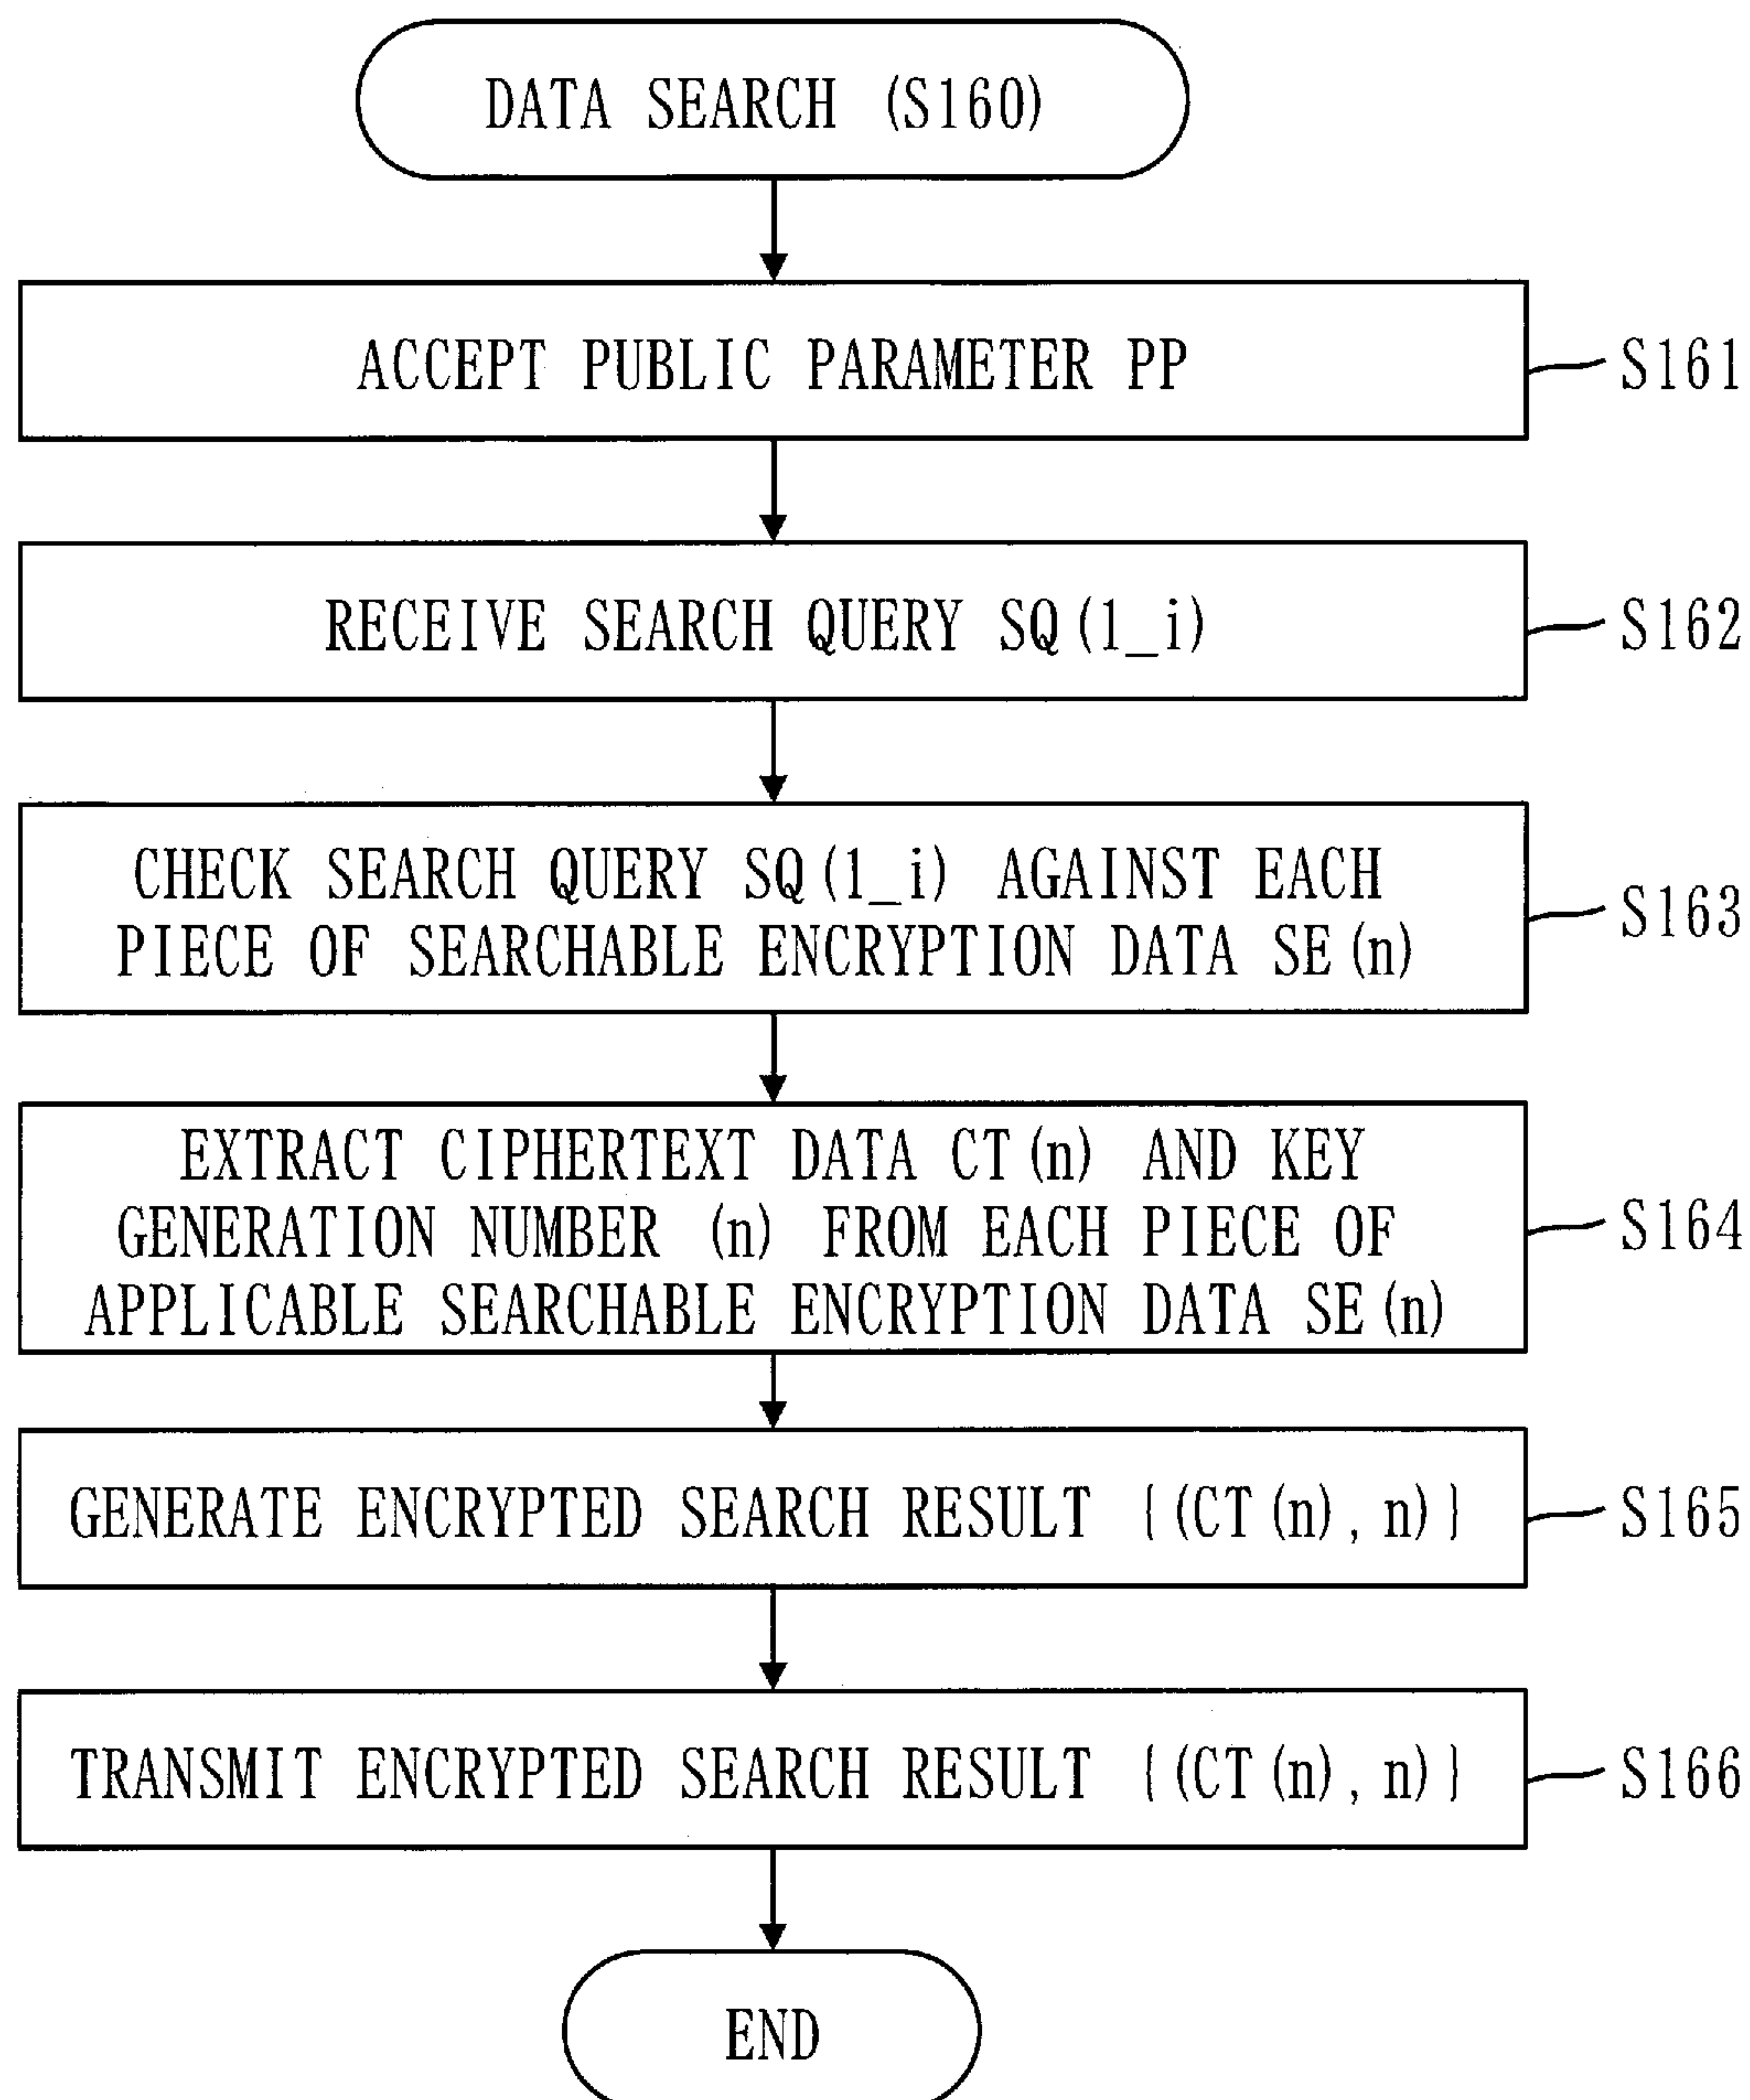 DATA SEARCH (S160)
ACCEPT PUBLIC PARAMETER PP
S161
RECEIVE SEARCH QUERY SQ(1_i)
S162
CHECK SEARCH QUERY SQ(1_i) AGAINST EACH
PIECE OF SEARCHABLE ENCRYPTION DATA SE(n)
S163
EXTRACT CIPHERTEXT DATA CT(n) AND KEY
GENERATION NUMBER (n) FROM EACH PIECE OF
APPLICABLE SEARCHABLE ENCRYPTION DATA SE(n)
S164
GENERATE ENCRYPTED SEARCH RESULT {(CT(n), n)}
S165
TRANSMIT ENCRYPTED SEARCH RESULT {(CT(n), n)}
S166
END